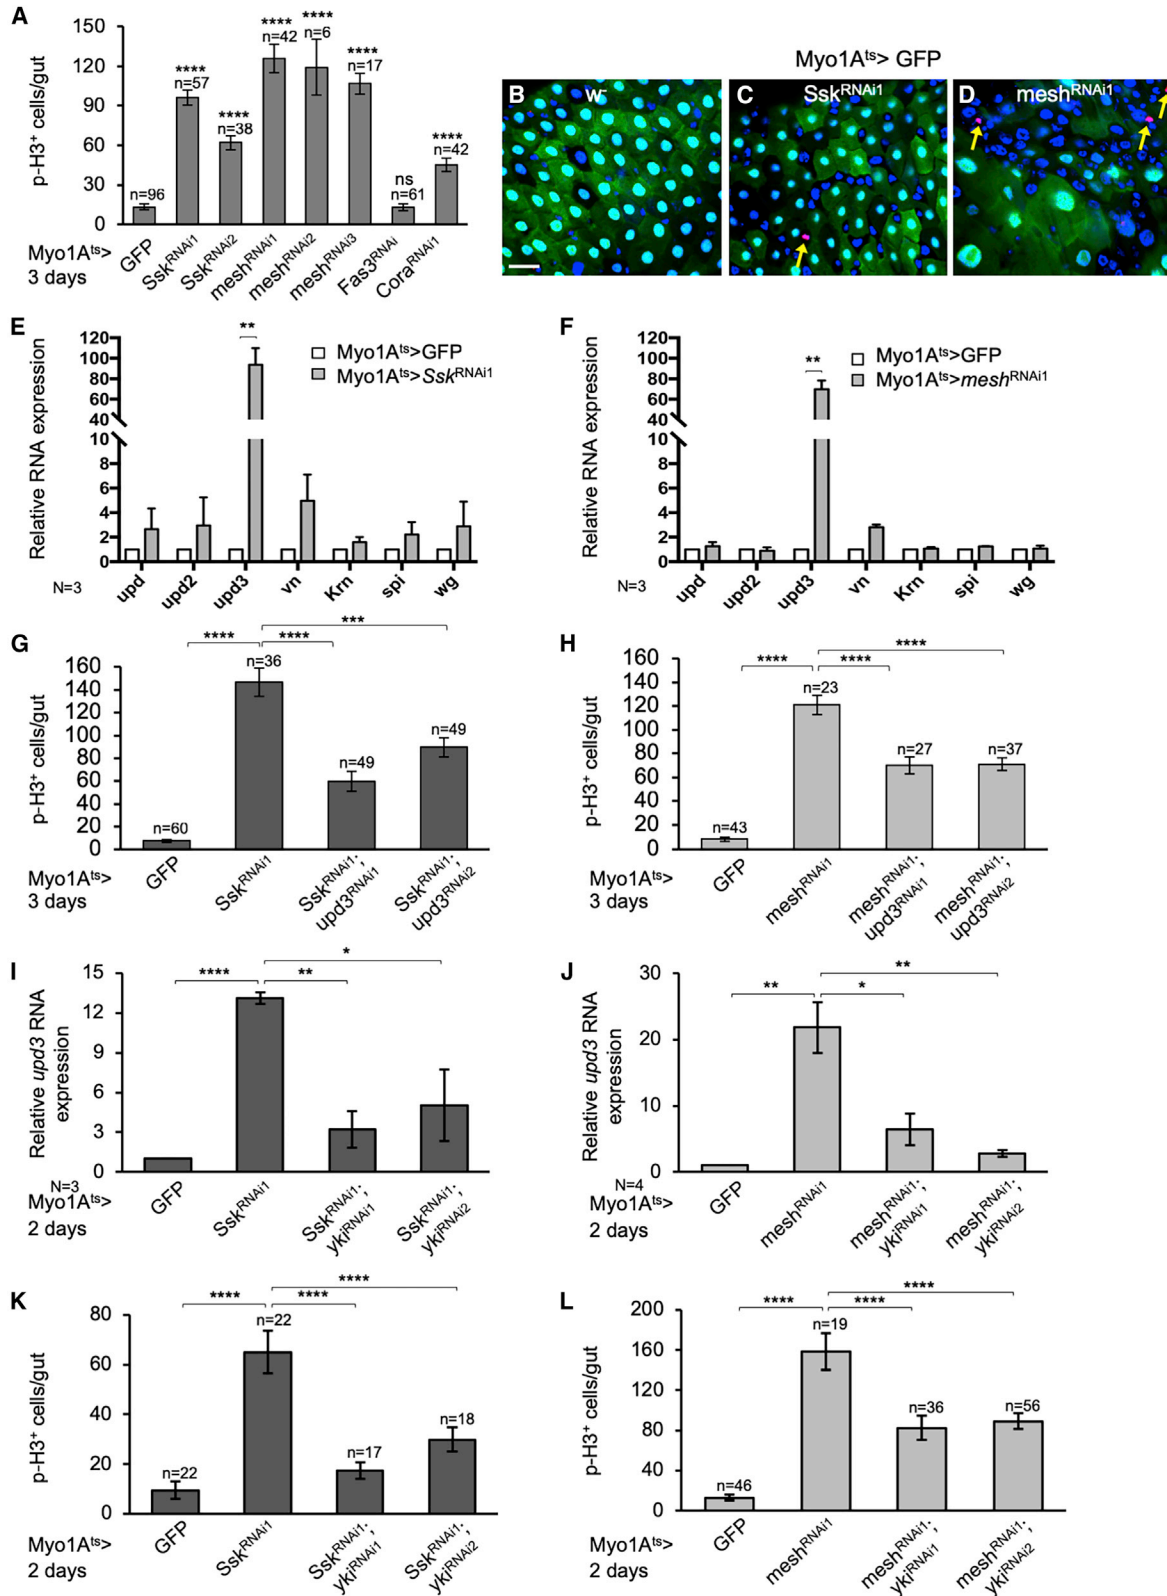 A
p-H3+ cells/gut
150
120
90
60
30
0
n=96
****
n=57
****
n=38
****
n=42
****
n=6
****
n=17
ns
n=61
****
n=42
Myo1Ats>
3 days
GFP
SskRNAi1
SskRNAi2
meshRNAi1
meshRNAi2
meshRNAi3
Fas3RNAi
CoraRNAi1
Myo1Ats> GFP
B
w-
C
SskRNAi1
D
meshRNAi1
E
Relative RNA expression
120
100
80
60
40
10
8
6
4
2
0
**
Myo1Ats>GFP
Myo1Ats>SskRNAi1
N=3
upd
upd2
upd3
vn
Krn
spi
wg
F
Relative RNA expression
120
100
80
60
40
10
8
6
4
2
0
**
Myo1Ats>GFP
Myo1Ats>meshRNAi1
N=3
upd
upd2
upd3
vn
Krn
spi
wg
G
p-H3+ cells/gut
160
140
120
100
80
60
40
20
0
****
****
***
n=60
n=36
n=49
n=49
Myo1Ats>
3 days
GFP
SskRNAi1
SskRNAi1;
upd3RNAi1
SskRNAi1;
upd3RNAi2
H
p-H3+ cells/gut
160
140
120
100
80
60
40
20
0
****
****
****
n=43
n=23
n=27
n=37
Myo1Ats>
3 days
GFP
meshRNAi1
meshRNAi1;
upd3RNAi1
meshRNAi1;
upd3RNAi2
I
Relative upd3 RNA
expression
15
12
9
6
3
0
****
**
*
N=3
Myo1Ats>
2 days
GFP
SskRNAi1
SskRNAi1;
ykiRNAi1
SskRNAi1;
ykiRNAi2
J
Relative upd3 RNA
expression
30
20
10
0
**
*
**
N=4
Myo1Ats>
2 days
GFP
meshRNAi1
meshRNAi1;
ykiRNAi1
meshRNAi1;
ykiRNAi2
K
p-H3+ cells/gut
80
60
40
20
0
****
****
****
n=22
n=22
n=17
n=18
Myo1Ats>
2 days
GFP
SskRNAi1
SskRNAi1;
ykiRNAi1
SskRNAi1;
ykiRNAi2
L
p-H3+ cells/gut
200
160
120
80
40
0
****
****
****
n=46
n=19
n=36
n=56
Myo1Ats>
2 days
GFP
meshRNAi1
meshRNAi1;
ykiRNAi1
meshRNAi1;
ykiRNAi2